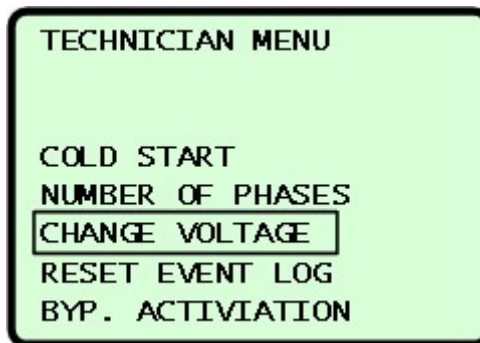 TECHNICIAN MENU
COLD START
NUMBER OF PHASES
CHANGE VOLTAGE
RESET EVENT LOG
BYP. ACTIVIATION